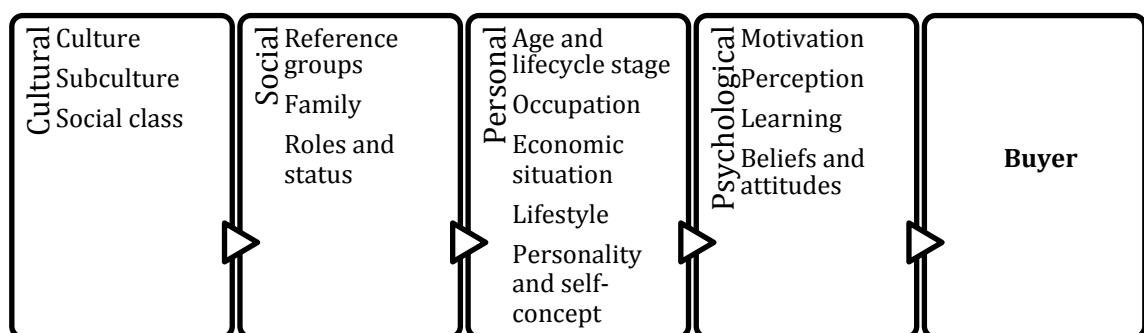 Cultural
Culture
Subculture
Social class
Social
Reference
groups
Family
Roles and
status
Personal
Age and
lifecycle stage
Occupation
Economic
situation
Lifestyle
Personality
and self-
concept
Psychological
Motivation
Perception
Learning
Beliefs and
attitudes
Buyer